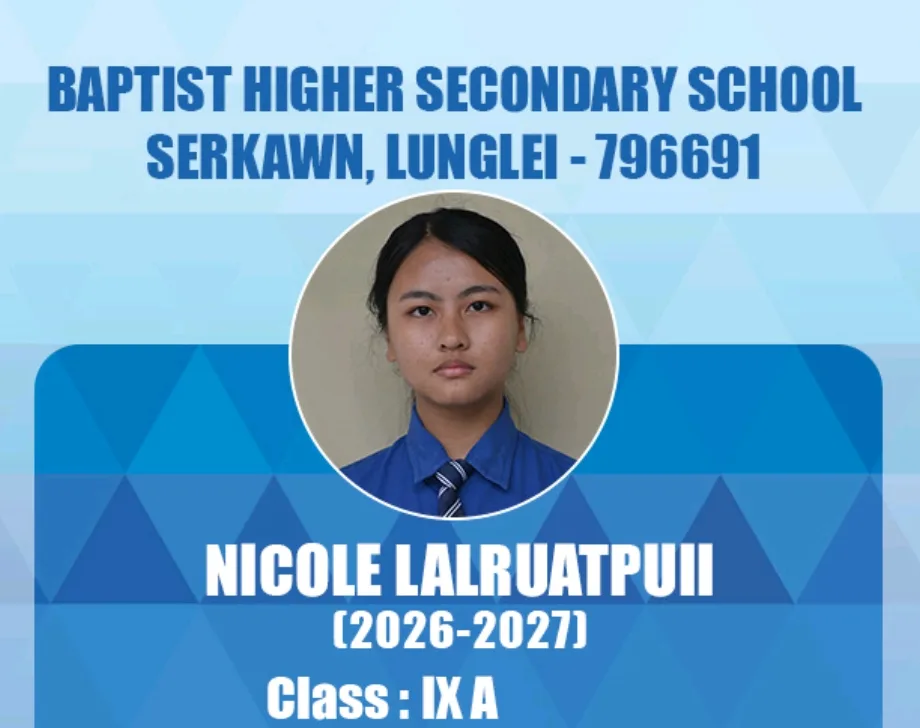 BAPTIST HIGHER SECONDARY SCHOOL
SERKAWN, LUNGLEI - 796691
NICOLE LALRUATPUII
(2026-2027)
Class : IX A